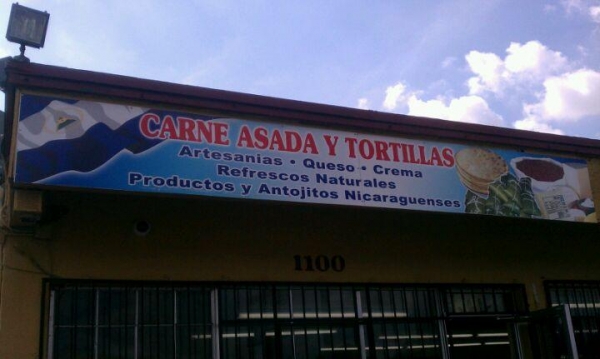 CARNE ASADA Y TORTILLAS
Artesanias • Queso • Crema
Refrescos Naturales
Productos y Antojitos Nicaraguenses
1100